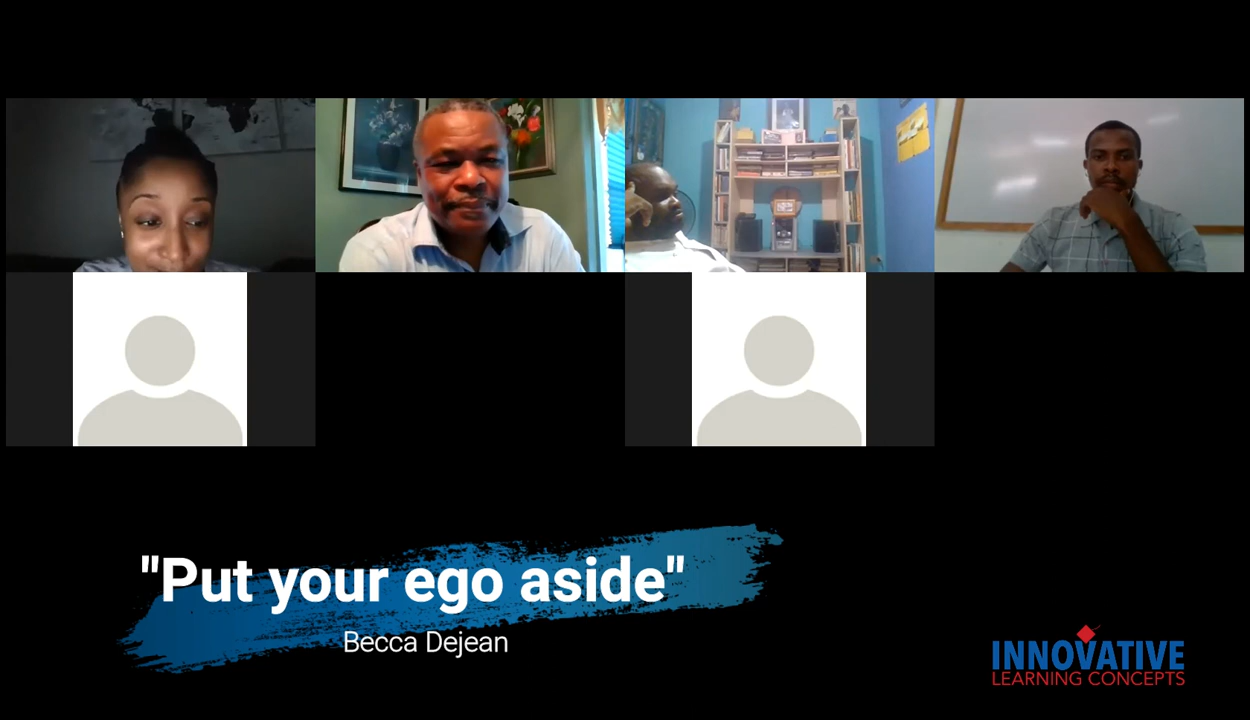 "Put your ego aside"
Becca Dejean
INNOVATIVE
LEARNING CONCEPTS